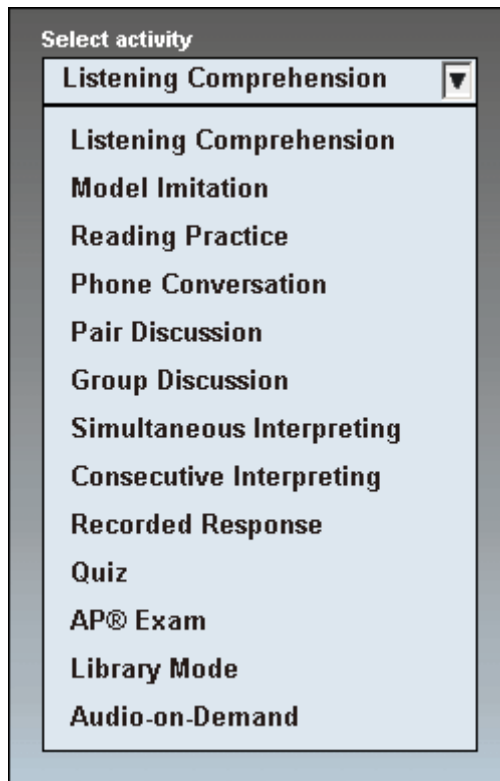 Select activity
Listening Comprehension
Listening Comprehension
Model Imitation
Reading Practice
Phone Conversation
Pair Discussion
Group Discussion
Simultaneous Interpreting
Consecutive Interpreting
Recorded Response
Quiz
AP® Exam
Library Mode
Audio-on-Demand